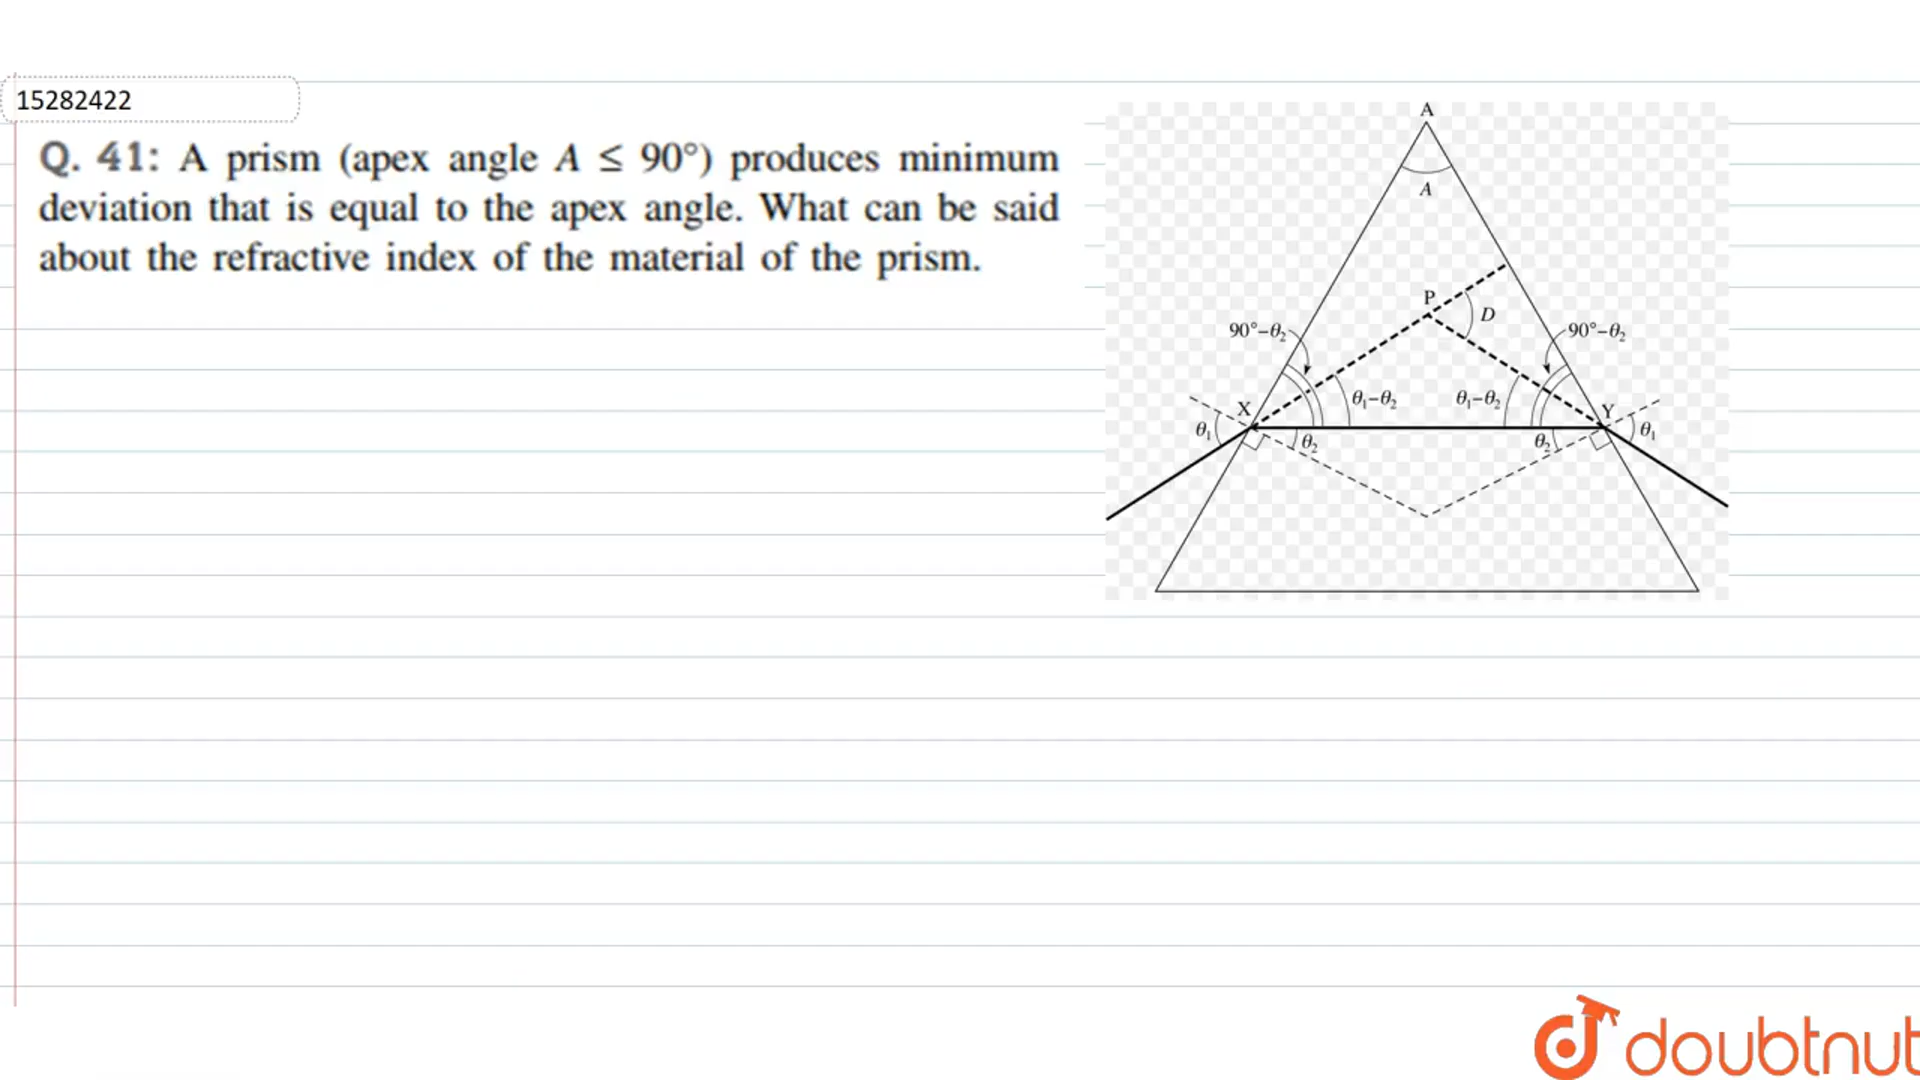 15282422
Q. 41: A prism (apex angle A ≤ 90°) produces minimum
deviation that is equal to the apex angle. What can be said
about the refractive index of the material of the prism.
A
A
P
D
90°–θ₂
90°–θ₂
θ₁–θ₂
θ₁–θ₂
X
Y
θ₁
θ₂
θ₂
θ₁
doubtnut